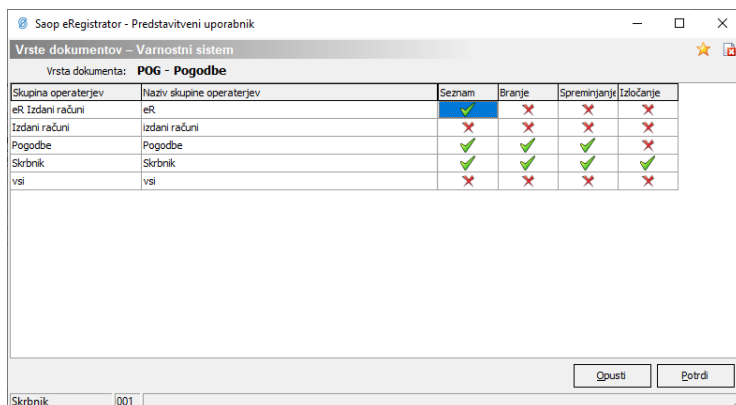 Saop eRegistrator - Predstavitveni uporabnik
Vrste dokumentov – Varnostni sistem
Vrsta dokumenta: POG - Pogodbe
Skupina operaterjev Naziv skupine operaterjev Seznam Branje Spreminjanje Izločanje
eR Izdani računi eR
Izdani računi izdani računi
Pogodbe Pogodbe
Skrbnik Skrbnik
vsi vsi
Opusti Potrdi
Skrbnik 001